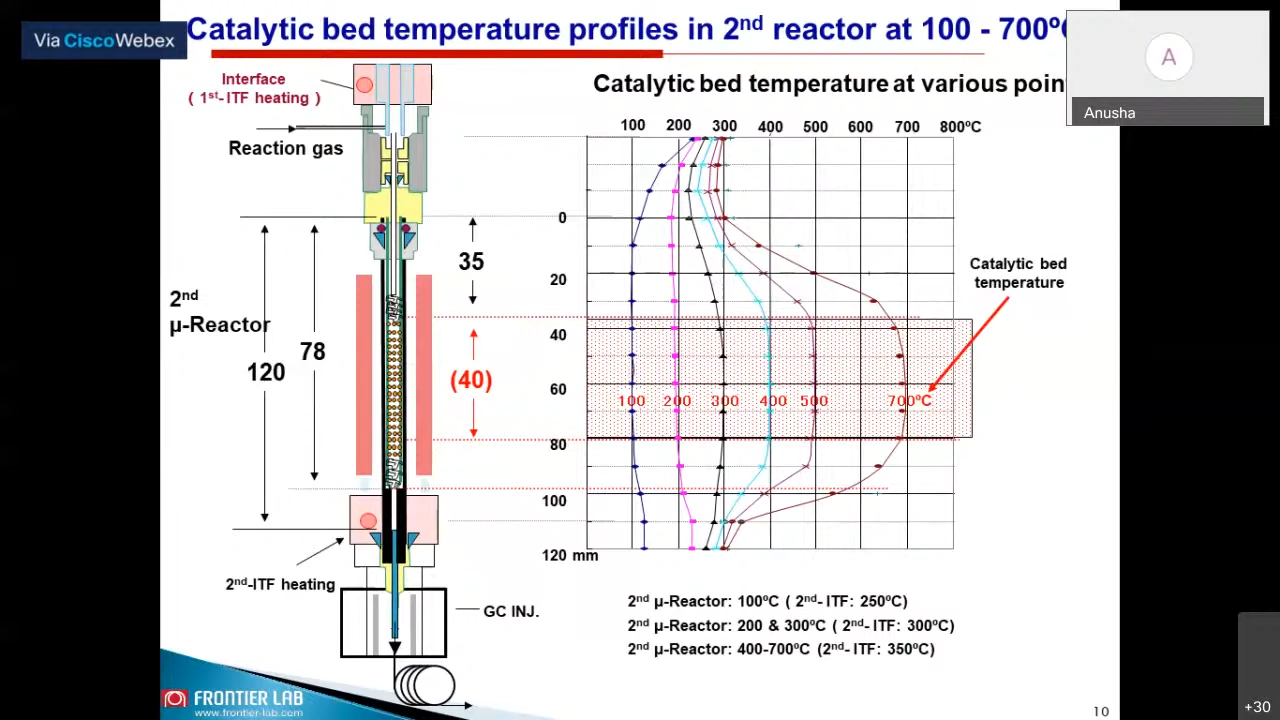 Via Cisco Webex
Catalytic bed temperature profiles in 2nd reactor at 100 - 700º
A
Anusha
Interface
( 1st- ITF heating )
Reaction gas
Catalytic bed temperature at various poin
100 200 300 400 500 600 700 800ºC
0
20
40
60
80
100
120 mm
35
(40)
78
120
2nd
µ-Reactor
100 200 300 400 500 700ºC
Catalytic bed
temperature
2nd-ITF heating
GC INJ.
2nd µ-Reactor: 100ºC ( 2nd- ITF: 250ºC)
2nd µ-Reactor: 200 & 300ºC ( 2nd- ITF: 300ºC)
2nd µ-Reactor: 400-700ºC (2nd- ITF: 350ºC)
FRONTIER LAB
www.frontier-lab.com
10
+30